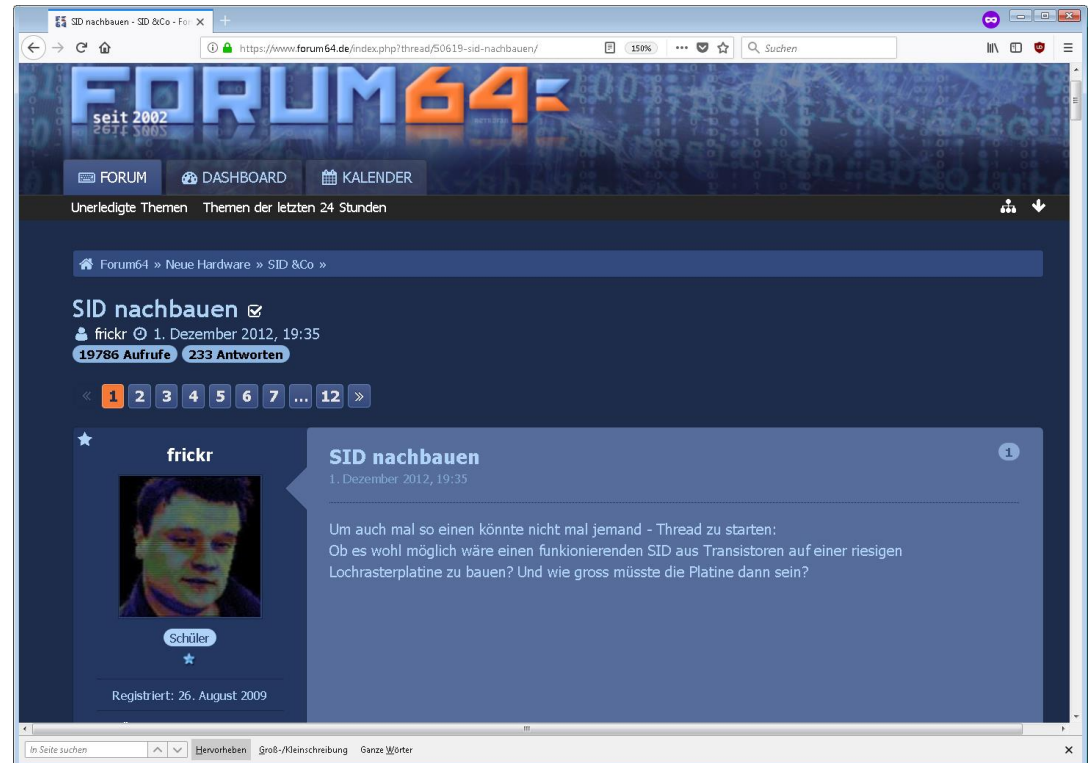 SID nachbauen - SID &Co - For
https://www.forum64.de/index.php?thread/50619-sid-nachbauen/
150%
Suchen
FORUM64
seit 2002
FORUM
DASHBOARD
KALENDER
Unerledigte Themen
Themen der letzten 24 Stunden
Forum64 » Neue Hardware » SID &Co »
SID nachbauen
frickr 1. Dezember 2012, 19:35
19786 Aufrufe 233 Antworten
« 1 2 3 4 5 6 7 ... 12 »
frickr
Schüler
Registriert: 26. August 2009
SID nachbauen
1
1. Dezember 2012, 19:35
Um auch mal so einen könnte nicht mal jemand - Thread zu starten:
Ob es wohl möglich wäre einen funkionierenden SID aus Transistoren auf einer riesigen
Lochrasterplatine zu bauen? Und wie gross müsste die Platine dann sein?
In Seite suchen
Hervorheben
Groß-/Kleinschreibung
Ganze Wörter